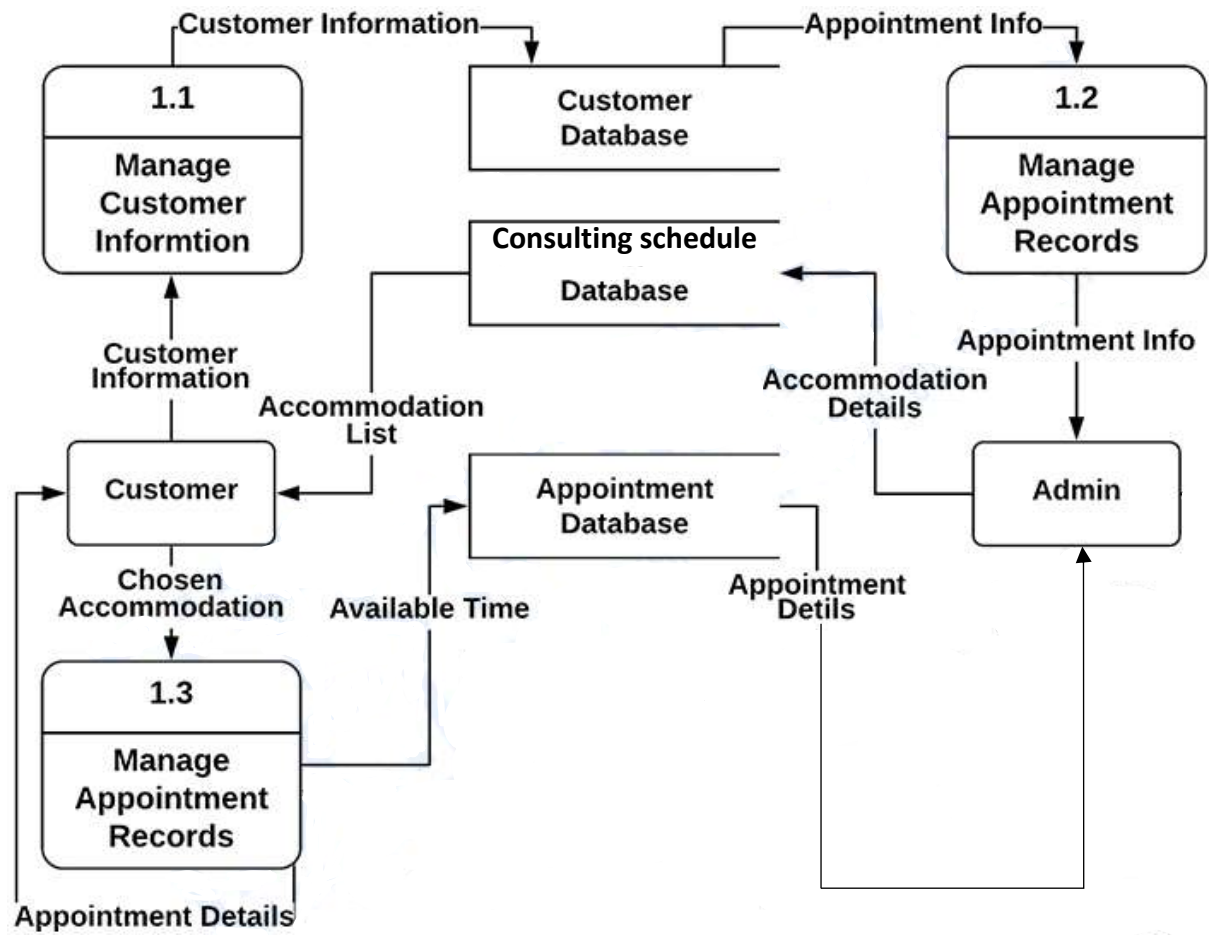 Customer Information
Appointment Info
1.1
Manage
Customer
Informtion
Customer
Database
1.2
Manage
Appointment
Records
Consulting schedule
Database
Customer
Information
Accommodation
List
Accommodation
Details
Appointment Info
Customer
Appointment
Database
Admin
Chosen
Accommodation
Available Time
Appointment
Detils
1.3
Manage
Appointment
Records
Appointment Details